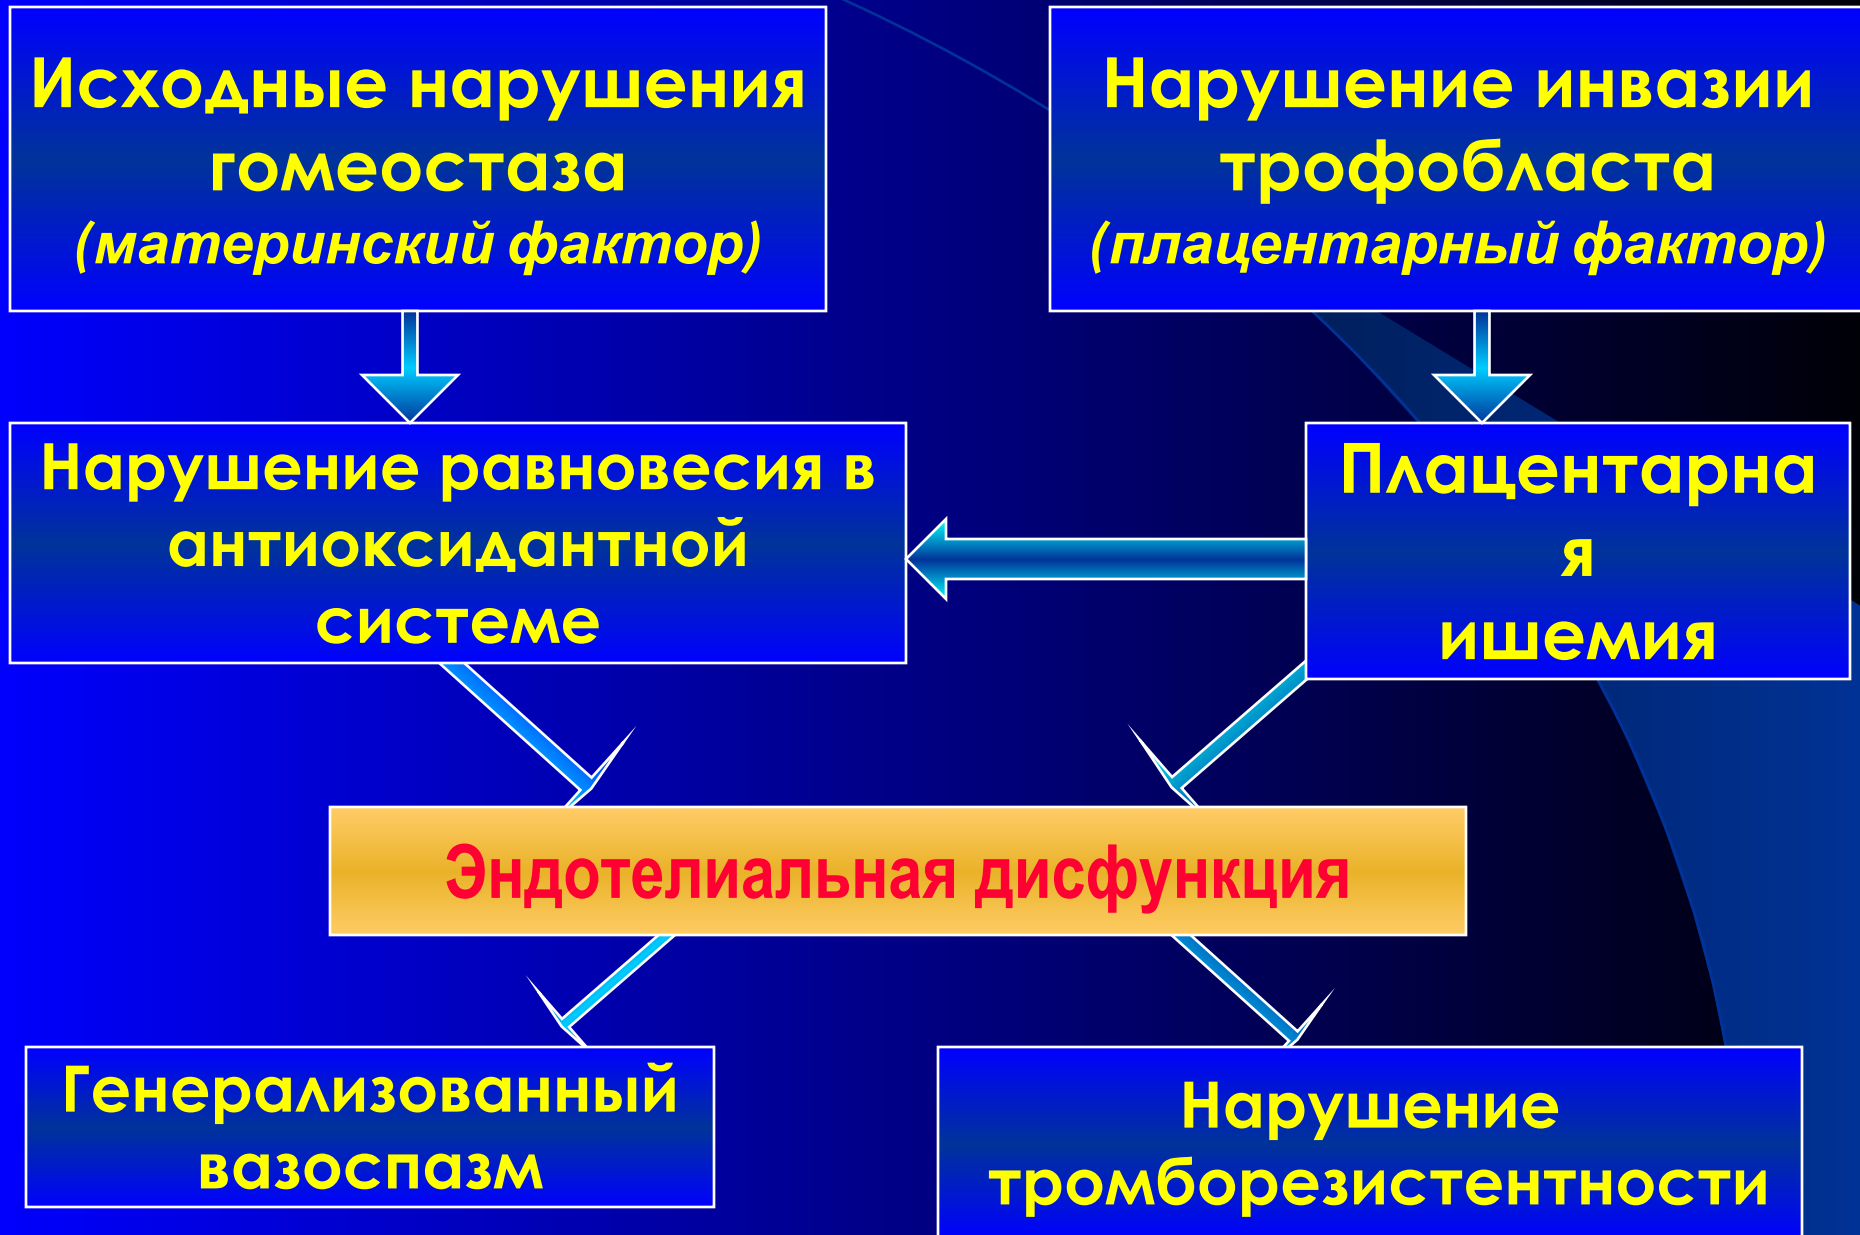 Исходные нарушения
гомеостаза
(материнский фактор)
Нарушение инвазии
трофобласта
(плацентарный фактор)
Нарушение равновесия в
антиоксидантной
системе
Плацентарна
я
ишемия
Эндотелиальная дисфункция
Генерализованный
вазоспазм
Нарушение
тромборезистентности